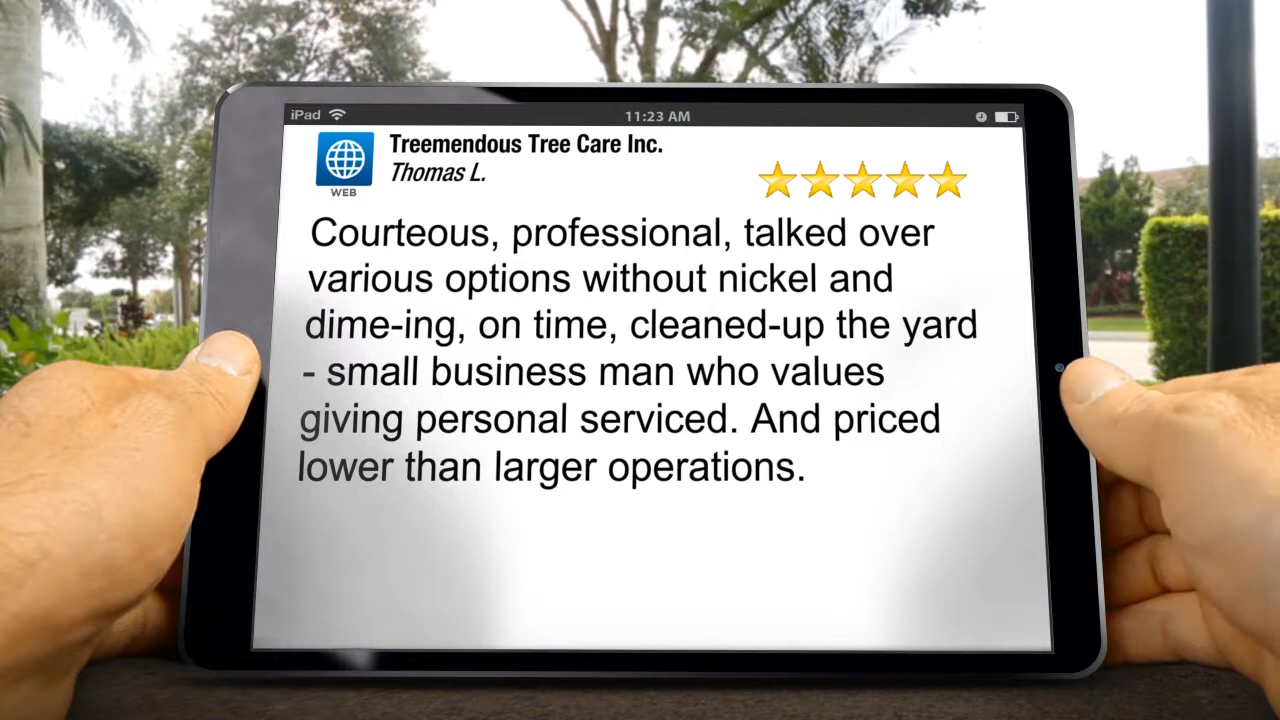 iPad 11:23 AM
Treemendous Tree Care Inc.
Thomas L.
WEB
Courteous, professional, talked over
various options without nickel and
dime-ing, on time, cleaned-up the yard
- small business man who values
giving personal serviced. And priced
lower than larger operations.